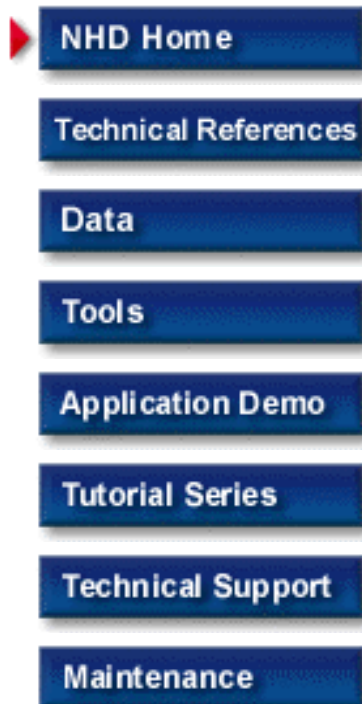 NHD Home
Technical References
Data
Tools
Application Demo
Tutorial Series
Technical Support
Maintenance